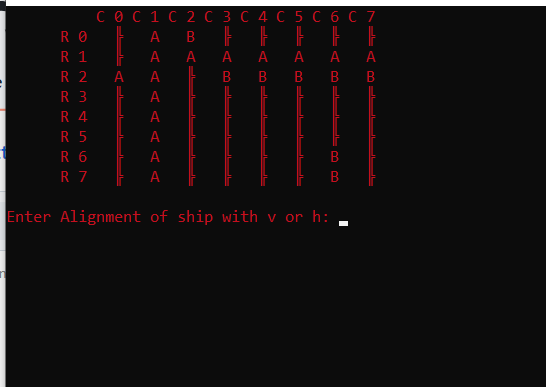 C 0 C 1 C 2 C 3 C 4 C 5 C 6 C 7
R 0 ╠ A B ╠ ╠ ╠ ╠ ╠
R 1 ╠ A A A A A A A
R 2 A A ╠ B B B B B
R 3 ╠ A ╠ ╠ ╠ ╠ ╠ ╠
R 4 ╠ A ╠ ╠ ╠ ╠ ╠ ╠
R 5 ╠ A ╠ ╠ ╠ ╠ ╠ ╠
R 6 ╠ A ╠ ╠ ╠ ╠ B ╠
R 7 ╠ A ╠ ╠ ╠ ╠ B ╠
Enter Alignment of ship with v or h: